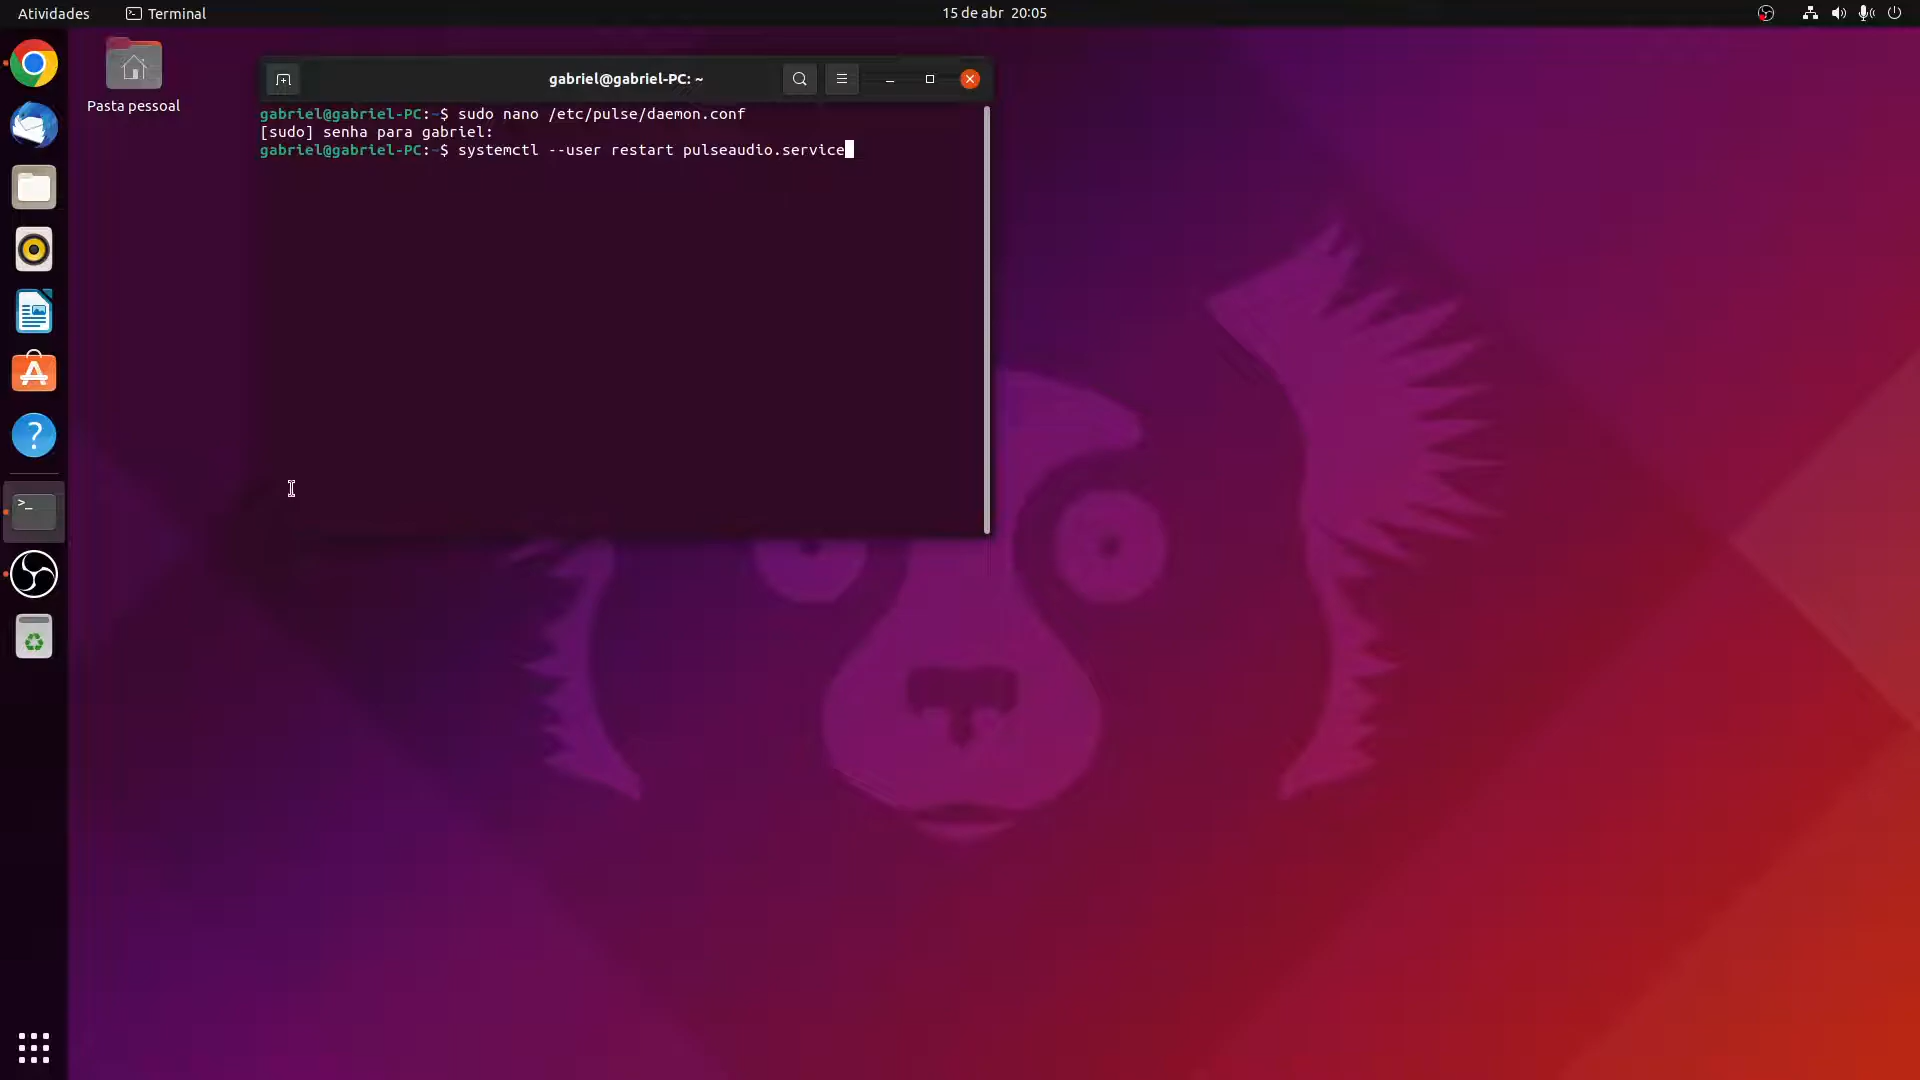 Atividades
Terminal
15 de abr 20:05
Pasta pessoal
gabriel@gabriel-PC: ~
gabriel@gabriel-PC:~$ sudo nano /etc/pulse/daemon.conf
[sudo] senha para gabriel:
gabriel@gabriel-PC:~$ systemctl --user restart pulseaudio.service